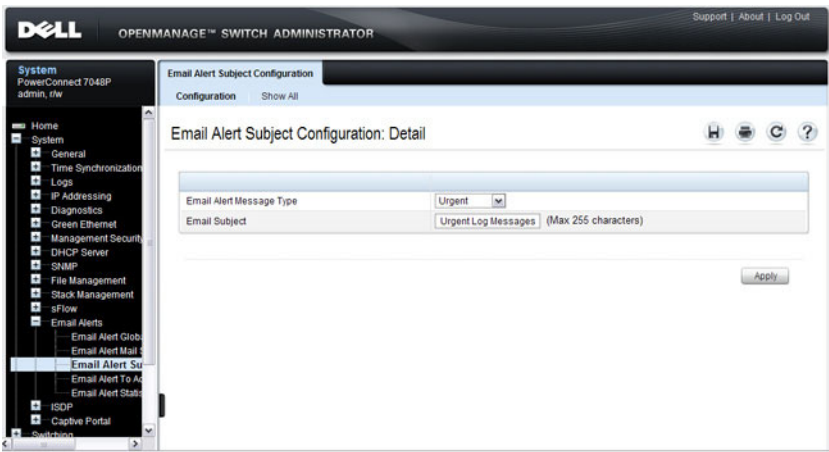 Support | About | Log Out
DELL
OPENMANAGE™ SWITCH ADMINISTRATOR
System
PowerConnect 7048P
admin, r/w
Home
System
General
Time Synchronization
Logs
IP Addressing
Diagnostics
Green Ethernet
Management Security
DHCP Server
SNMP
File Management
Stack Management
sFlow
Email Alerts
Email Alert Globa
Email Alert Mail S
Email Alert Su
Email Alert To Ad
Email Alert Statis
ISDP
Captive Portal
Switching
Email Alert Subject Configuration
Configuration Show All
Email Alert Subject Configuration: Detail
?
Email Alert Message Type Urgent
Email Subject Urgent Log Messages (Max 255 characters)
Apply